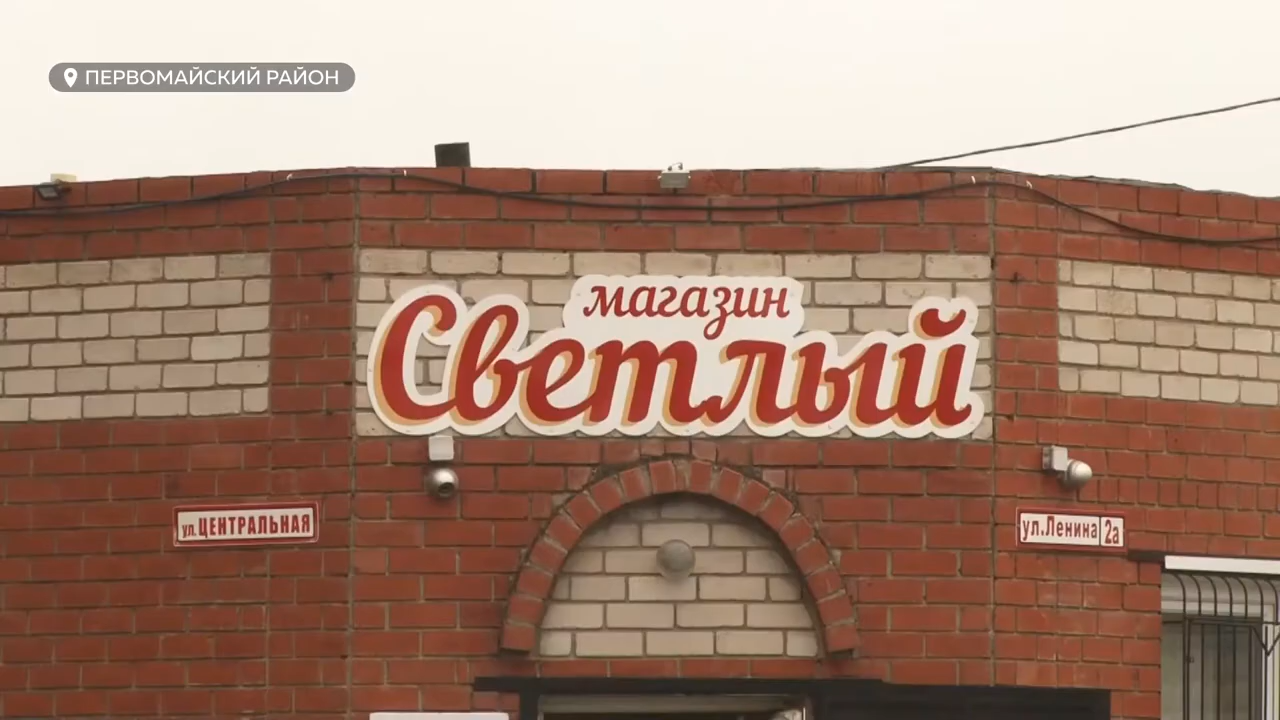 ПЕРВОМАЙСКИЙ РАЙОН
магазин
Светлый
ул. ЦЕНТРАЛЬНАЯ
ул.Ленина 2а